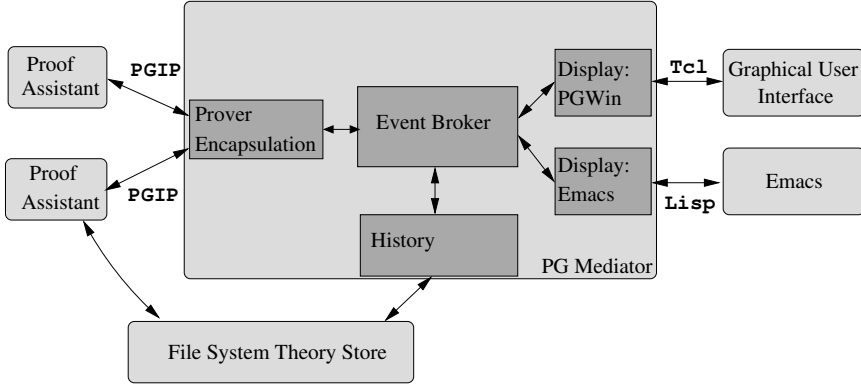 Proof
Assistant
PGIP
Proof
Assistant
PGIP
Prover
Encapsulation
Event Broker
History
Display:
PGWin
Display:
Emacs
PG Mediator
Tcl
Graphical User
Interface
Lisp
Emacs
File System Theory Store